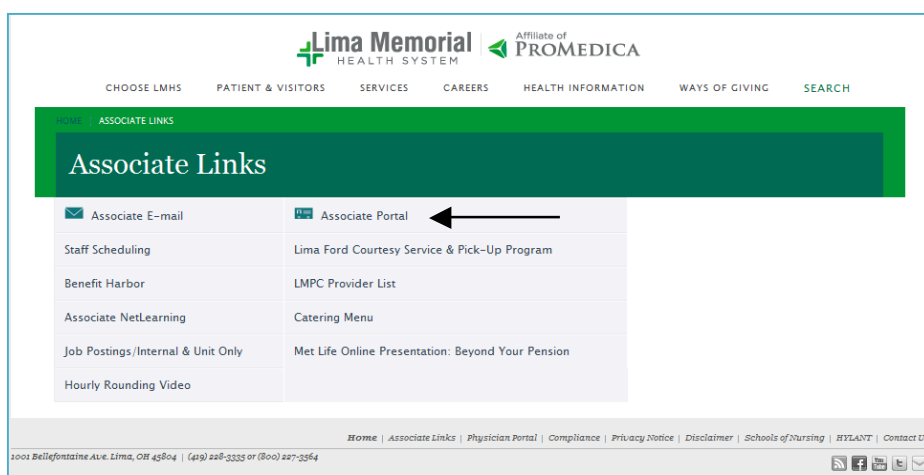 Lima Memorial
HEALTH SYSTEM
Affiliate of
PROMEDICA
CHOOSE LMHS PATIENT & VISITORS SERVICES CAREERS HEALTH INFORMATION WAYS OF GIVING SEARCH
HOME | ASSOCIATE LINKS
Associate Links
Associate E-mail Associate Portal
Staff Scheduling Lima Ford Courtesy Service & Pick-Up Program
Benefit Harbor LMPC Provider List
Associate NetLearning Catering Menu
Job Postings/Internal & Unit Only Met Life Online Presentation: Beyond Your Pension
Hourly Rounding Video
Home | Associate Links | Physician Portal | Compliance | Privacy Notice | Disclaimer | Schools of Nursing | HYLANT | Contact U
1001 Bellefontaine Ave. Lima, OH 45804 | (419) 228-3335 or (800) 227-3564
You
Tube